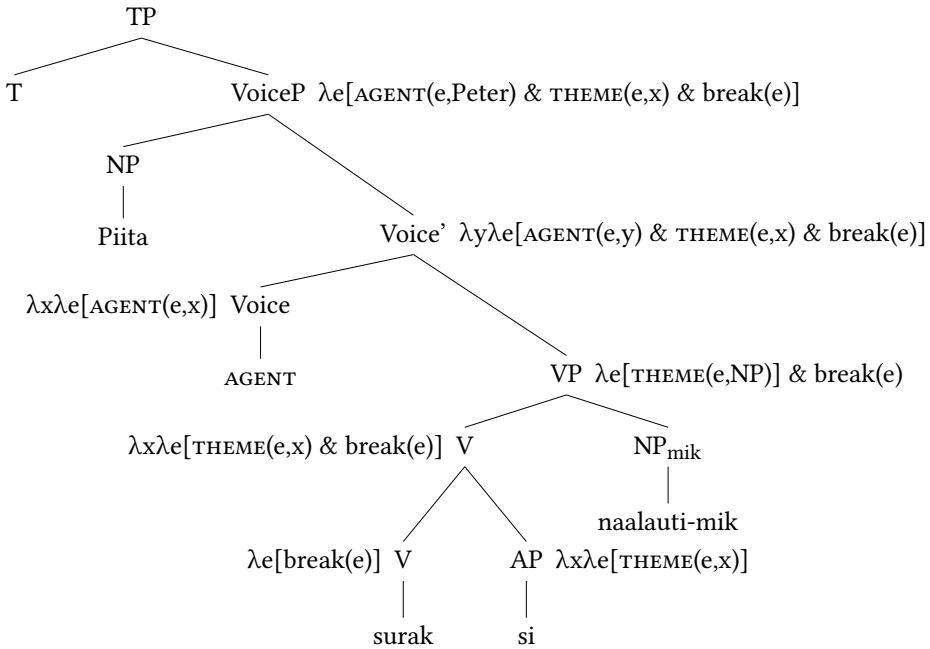 TP
T VoiceP λe[AGENT(e,Peter) & THEME(e,x) & break(e)]
NP
Piita Voice’ λyλe[AGENT(e,y) & THEME(e,x) & break(e)]
λxλe[AGENT(e,x)] Voice
AGENT VP λe[THEME(e,NP)] & break(e)
λxλe[THEME(e,x) & break(e)] V NPmik
naalauti-mik
λe[break(e)] V AP λxλe[THEME(e,x)]
surak si